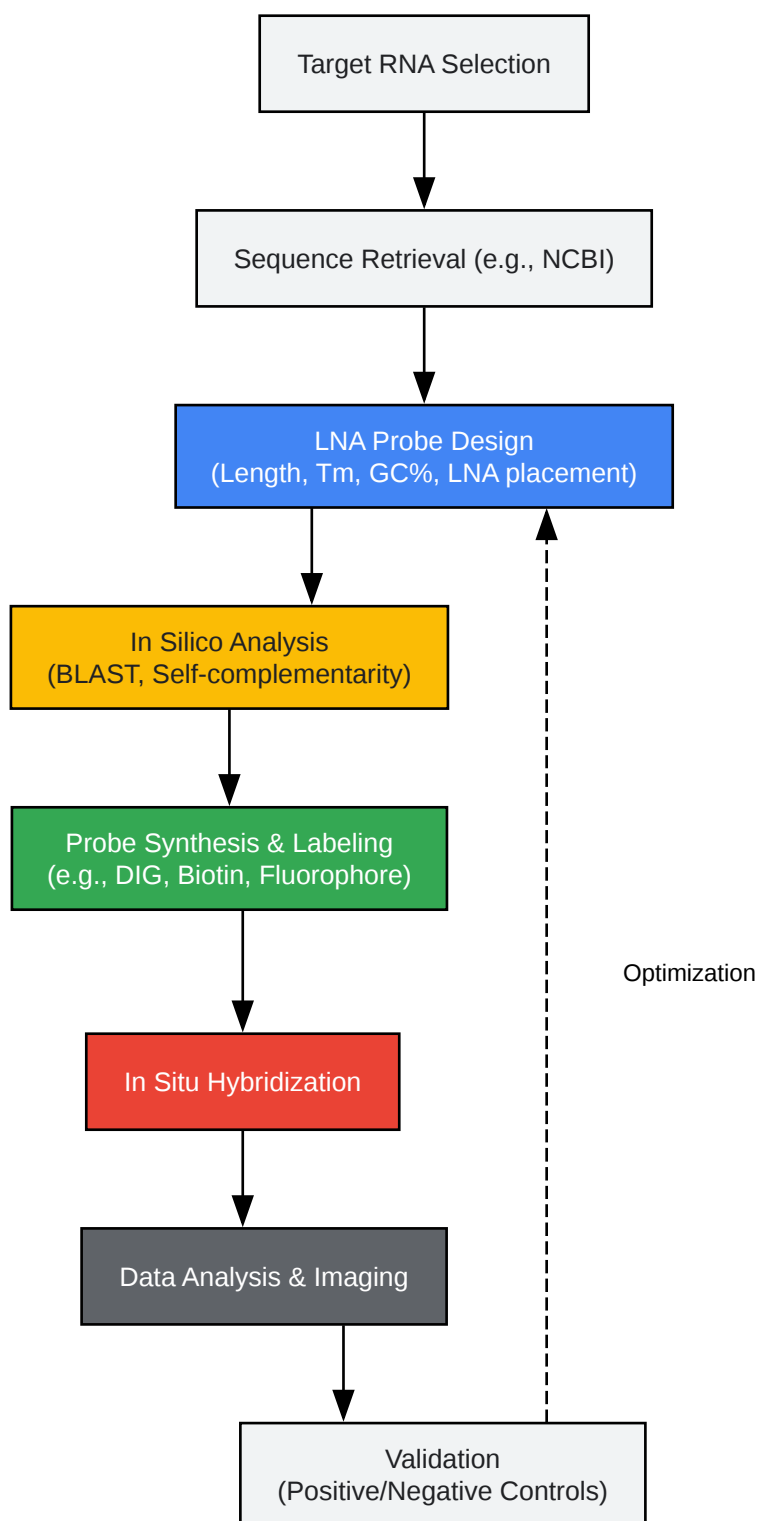 Target RNA Selection
Sequence Retrieval (e.g., NCBI)
LNA Probe Design
(Length, Tm, GC%, LNA placement)
In Silico Analysis
(BLAST, Self-complementarity)
Probe Synthesis & Labeling
(e.g., DIG, Biotin, Fluorophore)
Optimization
In Situ Hybridization
Data Analysis & Imaging
Validation
(Positive/Negative Controls)